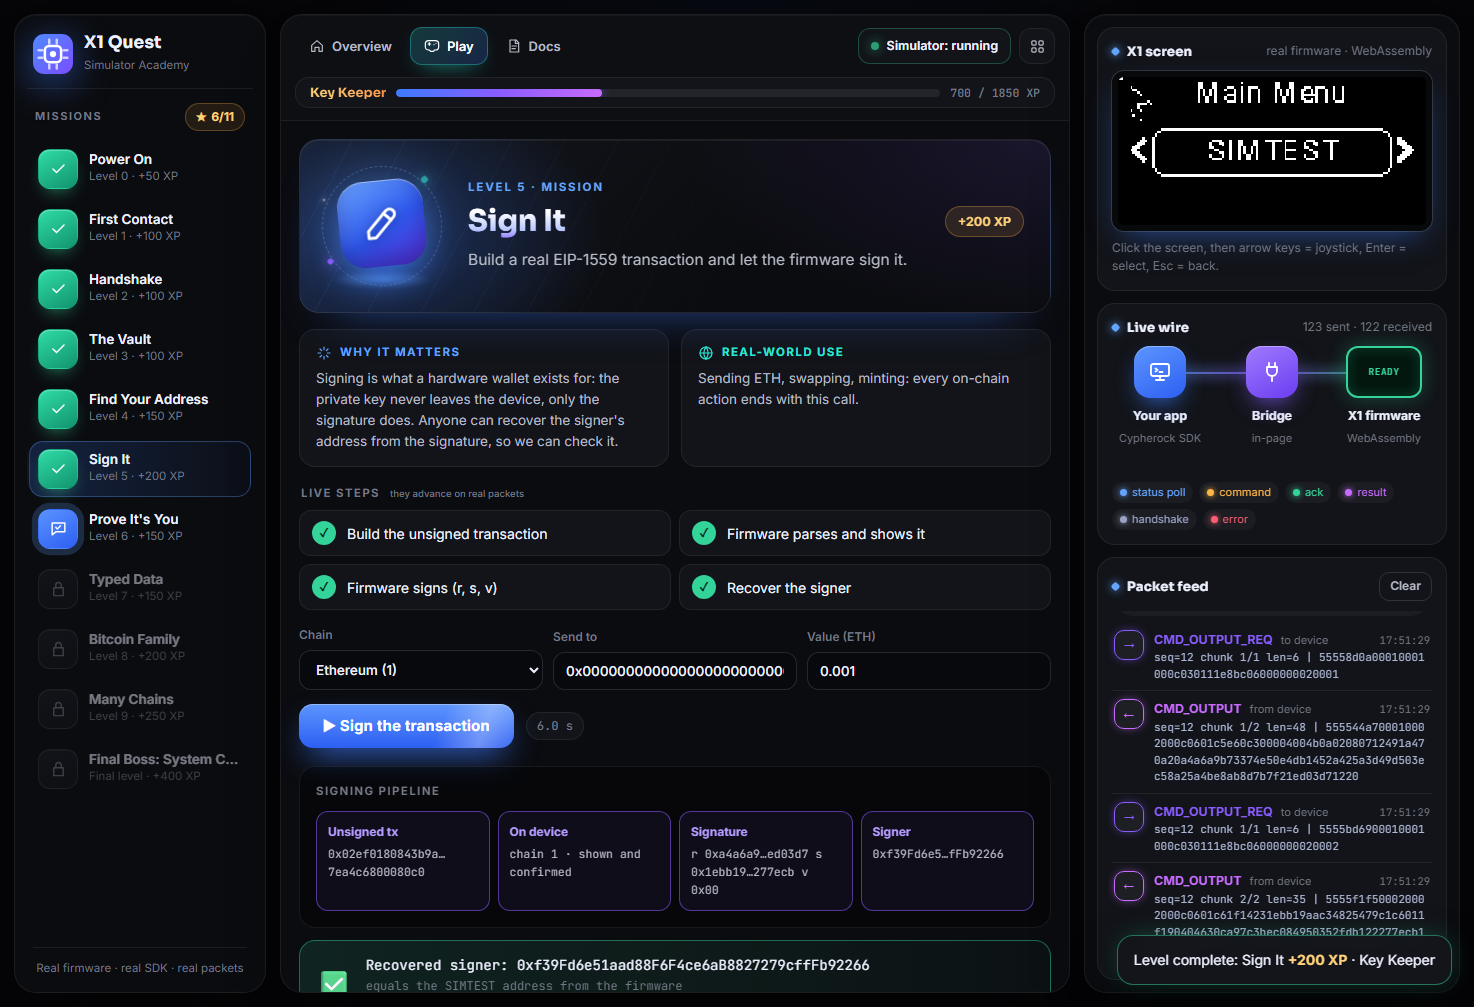 X1 Quest
Simulator Academy
MISSIONS
★ 6/11
Power On
Level 0 · +50 XP
First Contact
Level 1 · +100 XP
Handshake
Level 2 · +100 XP
The Vault
Level 3 · +100 XP
Find Your Address
Level 4 · +150 XP
Sign It
Level 5 · +200 XP
Prove It's You
Level 6 · +150 XP
Typed Data
Level 7 · +150 XP
Bitcoin Family
Level 8 · +200 XP
Many Chains
Level 9 · +250 XP
Final Boss: System C...
Final level · +400 XP
Real firmware · real SDK · real packets
Overview
Play
Docs
Simulator: running
Key Keeper
700 / 1850 XP
LEVEL 5 · MISSION
Sign It
Build a real EIP-1559 transaction and let the firmware sign it.
+200 XP
WHY IT MATTERS
Signing is what a hardware wallet exists for: the
private key never leaves the device, only the
signature does. Anyone can recover the signer's
address from the signature, so we can check it.
REAL-WORLD USE
Sending ETH, swapping, minting: every on-chain
action ends with this call.
LIVE STEPS they advance on real packets
Build the unsigned transaction
Firmware parses and shows it
Firmware signs (r, s, v)
Recover the signer
Chain
Send to
Value (ETH)
Ethereum (1)
0.001
▶ Sign the transaction
6.0 s
SIGNING PIPELINE
Unsigned tx
0x02ef0180843b9a…
7ea4c6800080c0
On device
chain 1 · shown and
confirmed
Signature
r 0xa4a6a9…ed03d7 s
0x1ebb19…277ecb v
0x00
Signer
0xf39Fd6e5…fFb92266
Recovered signer: 0xf39Fd6e51aad88F6F4ce6aB8827279cffFb92266
equals the SIMTEST address from the firmware
X1 screen
real firmware · WebAssembly
Main Menu
SIMTEST
Click the screen, then arrow keys = joystick, Enter =
select, Esc = back.
Live wire
123 sent · 122 received
READY
Your app
Cypherock SDK
Bridge
in-page
X1 firmware
WebAssembly
status poll
command
ack
result
handshake
error
Packet feed
Clear
CMD_OUTPUT_REQ to device 17:51:29
seq=12 chunk 1/1 len=6 | 55558d0a00010001
000c030111e8bc06000000020001
CMD_OUTPUT from device 17:51:29
seq=12 chunk 1/2 len=48 | 555544a70001000
2000c0601c5e60c300004004b0a02080712491a47
0a20a4a6a9b73374e50e4db1452a425a3d49d503e
c58a25a4be8ab8d7b7f21ed03d71220
CMD_OUTPUT_REQ to device 17:51:29
seq=12 chunk 1/1 len=6 | 5555bd6900010001
000c030111e8bc06000000020002
CMD_OUTPUT from device 17:51:29
seq=12 chunk 2/2 len=35 | 5555f1f50002000
2000c0601c61f14231ebb19aac34825479c1c6011
f190404630ca97c3bec084950352fdb122277ecb1
Level complete: Sign It +200 XP · Key Keeper